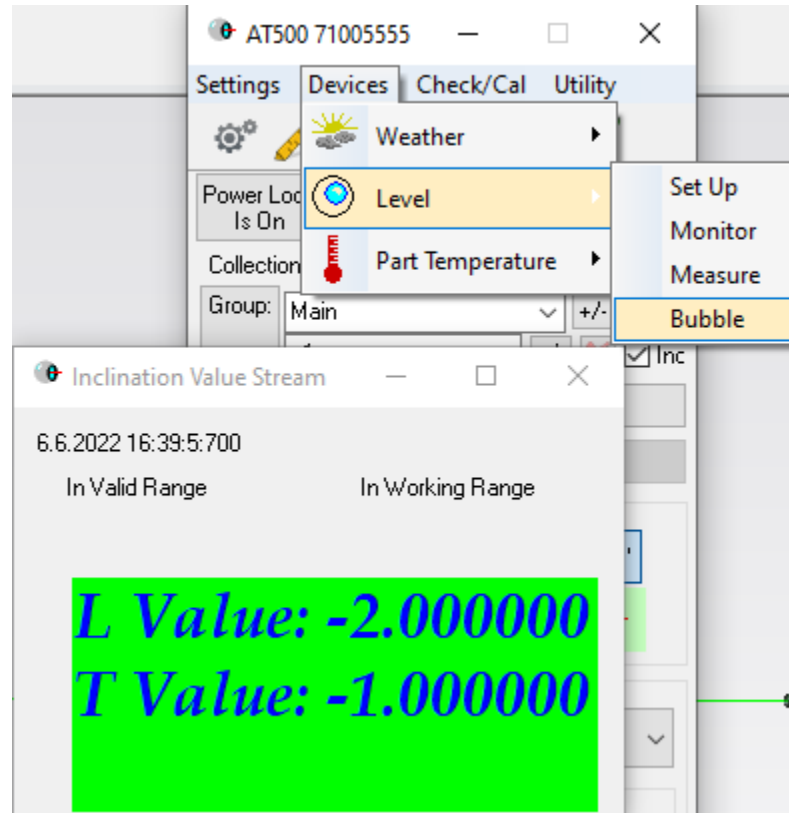 AT500 71005555
Settings Devices Check/Cal Utility
Weather
Power Loc
Is On
Level
Set Up
Monitor
Collection
Part Temperature
Measure
Group: Main +/-
Bubble
Inc
Inclination Value Stream
6.6.2022 16:39:5:700
In Valid Range In Working Range
L Value: -2.000000
T Value: -1.000000